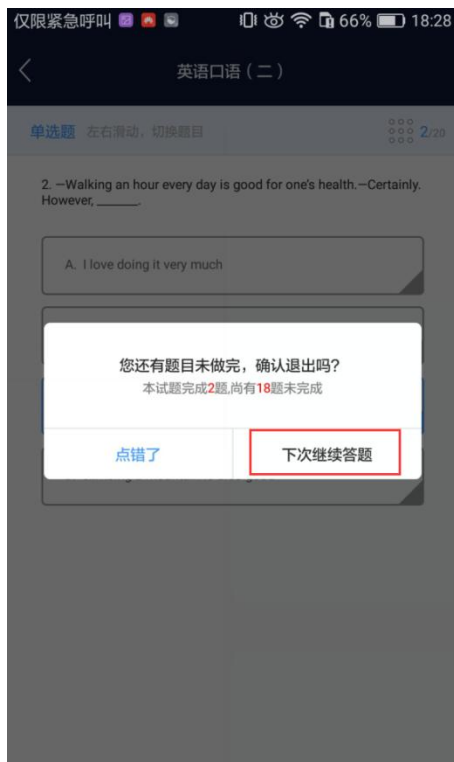 仅限紧急呼叫 66% 18:28
英语口语（二）
单选题 左右滑动，切换题目 2/20
2. —Walking an hour every day is good for one's health.—Certainly.
However, ______.
A. I love doing it very much
您还有题目未做完，确认退出吗？
本试题完成2题,尚有18题未完成
点错了 下次继续答题